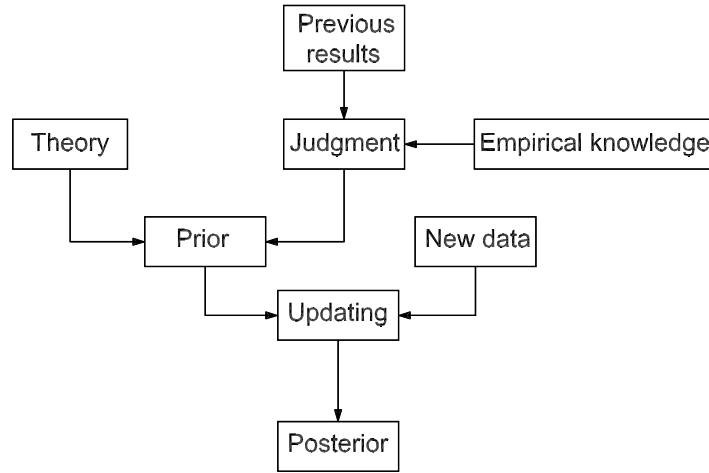 Previous
results
Theory
Judgment
Empirical knowledge
Prior
New data
Updating
Posterior